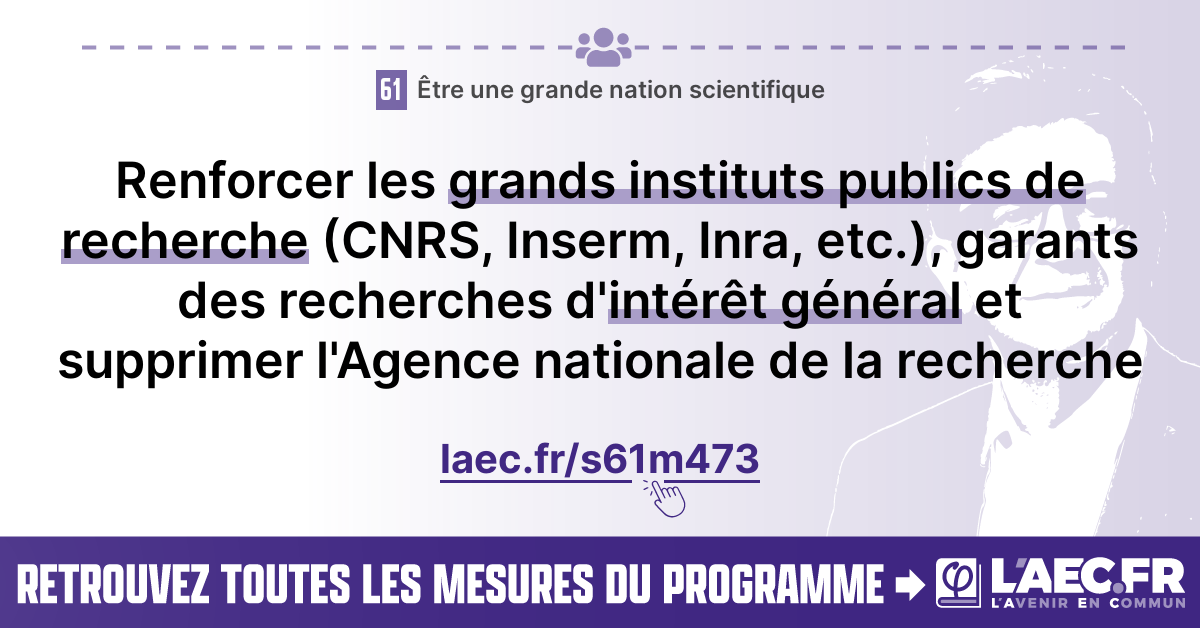 61 Être une grande nation scientifique
Renforcer les grands instituts publics de
recherche (CNRS, Inserm, Inra, etc.), garants
des recherches d'intérêt général et
supprimer l'Agence nationale de la recherche
laec.fr/s61m473
RETROUVEZ TOUTES LES MESURES DU PROGRAMME
L'AEC.FR
L'AVENIR EN COMMUN